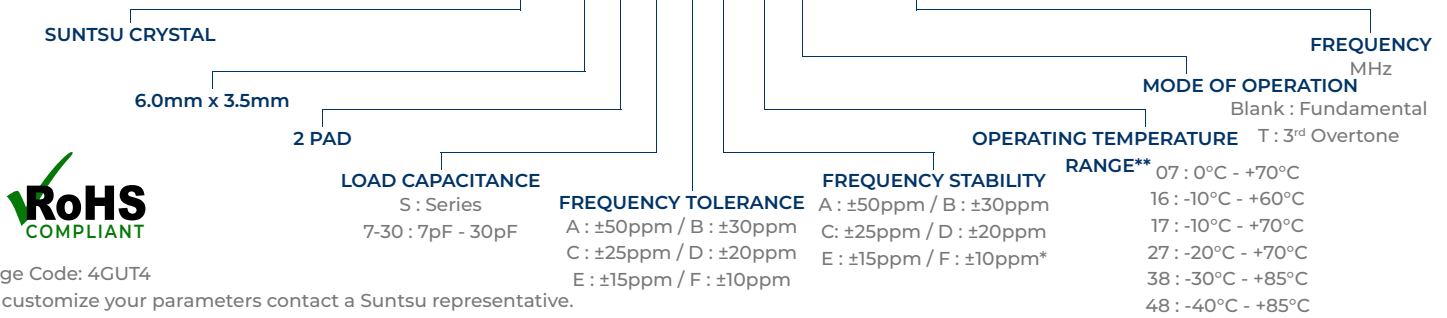 SUNTSU CRYSTAL
6.0mm x 3.5mm
2 PAD
LOAD CAPACITANCE
S : Series
7-30 : 7pF - 30pF
FREQUENCY TOLERANCE
A : ±50ppm / B : ±30ppm
C : ±25ppm / D : ±20ppm
E : ±15ppm / F : ±10ppm
FREQUENCY STABILITY
A : ±50ppm / B : ±30ppm
C: ±25ppm / D : ±20ppm
E : ±15ppm / F : ±10ppm*
OPERATING TEMPERATURE
RANGE**
07 : 0°C - +70°C
16 : -10°C - +60°C
17 : -10°C - +70°C
27 : -20°C - +70°C
38 : -30°C - +85°C
48 : -40°C - +85°C
MODE OF OPERATION
Blank : Fundamental
T : 3rd Overtone
FREQUENCY
MHz
RoHS
COMPLIANT
ge Code: 4GUT4
customize your parameters contact a Suntsu representative.